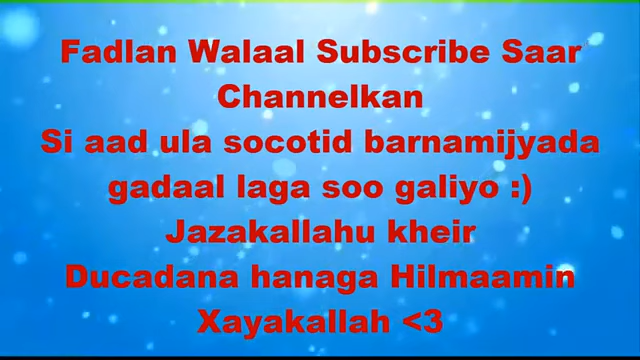 Fadlan Walaal Subscribe Saar
Channelkan
Si aad ula socotid barnamijyada
gadaal laga soo galiyo :)
Jazakallahu kheir
Ducadana hanaga Hilmaamin
Xayakallah <3